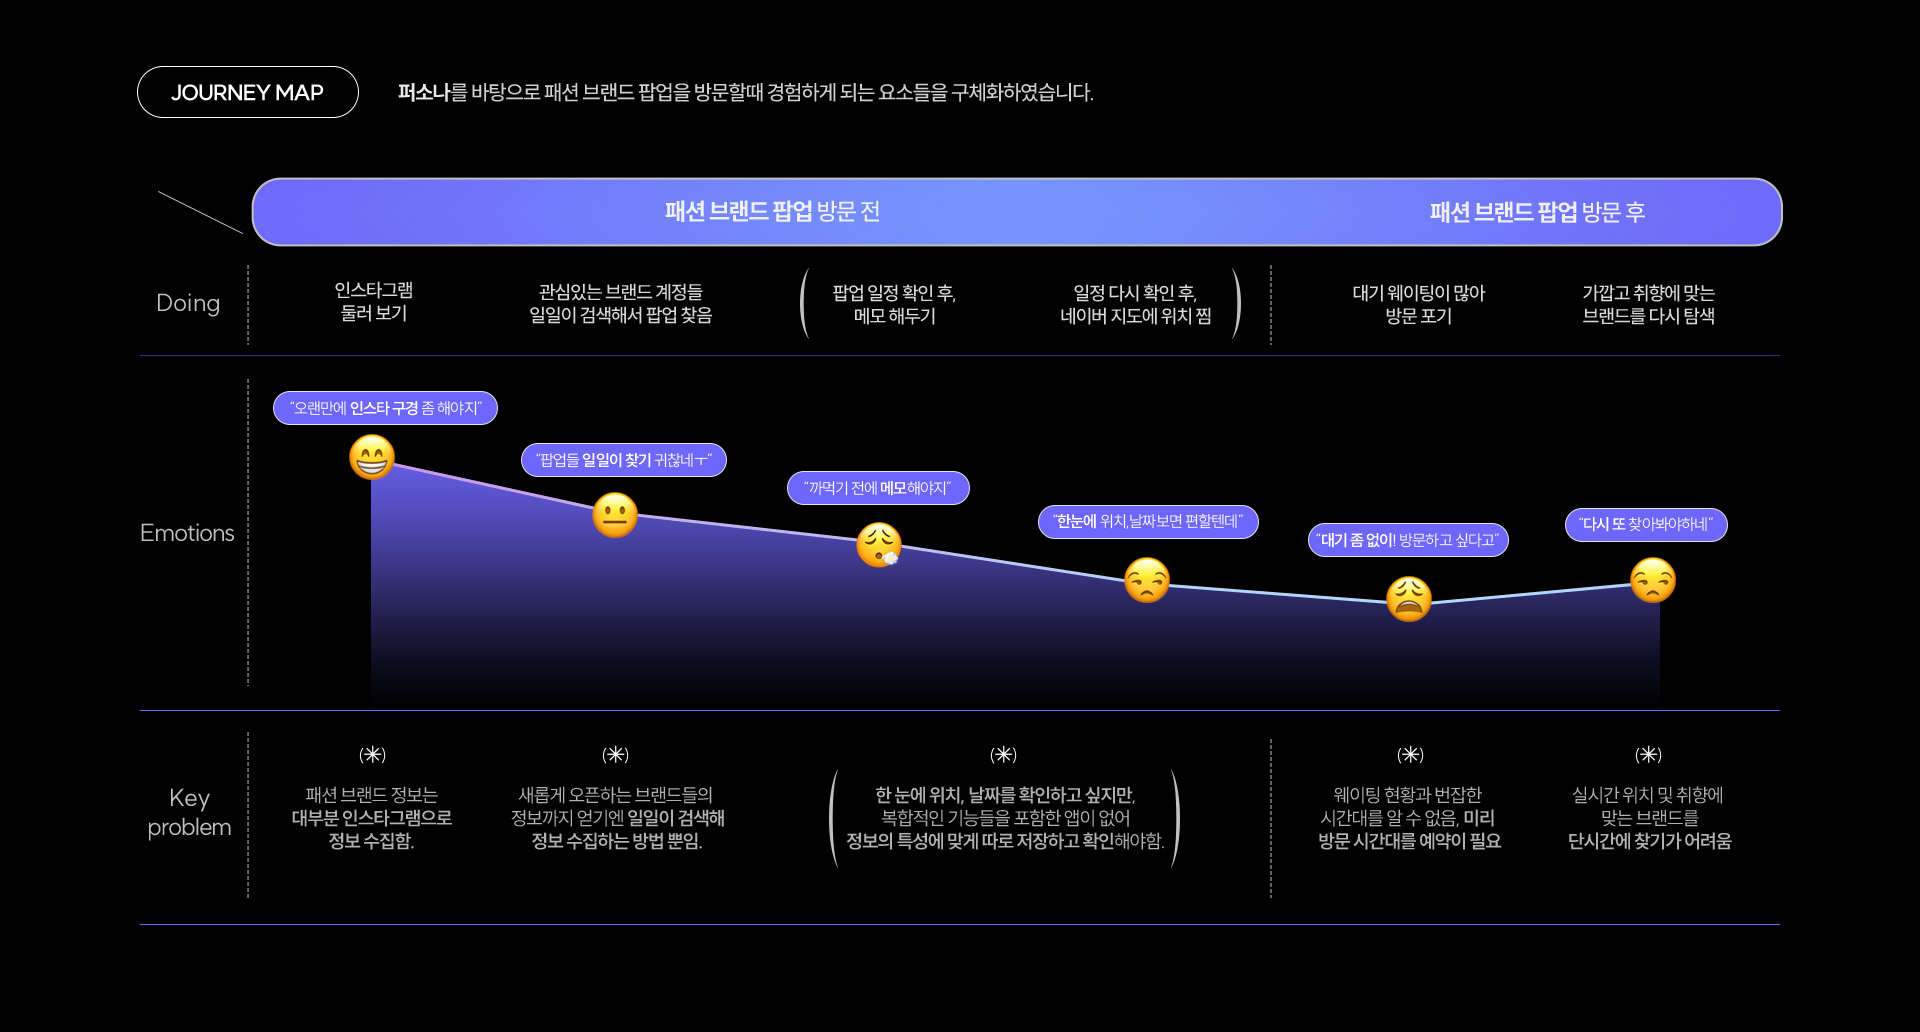 JOURNEY MAP
퍼소나를 바탕으로 패션 브랜드 팝업을 방문할때 경험하게 되는 요소들을 구체화하였습니다.
패션 브랜드 팝업 방문 전
패션 브랜드 팝업 방문 후
Doing
인스타그램
둘러 보기
관심있는 브랜드 계정들
일일이 검색해서 팝업 찾음
팝업 일정 확인 후,
메모 해두기
일정 다시 확인 후,
네이버 지도에 위치 찜
대기 웨이팅이 많아
방문 포기
가깝고 취향에 맞는
브랜드를 다시 탐색
Emotions
“오랜만에 인스타 구경 좀 해야지”
“팝업들 일일이 찾기 귀찮네ㅜ“
“까먹기 전에 메모해야지”
“한눈에 위치,날짜보면 편할텐데”
“대기 좀 없이! 방문하고 싶다고”
“다시 또 찾아봐야하네”
Key
problem
(✳)
패션 브랜드 정보는
대부분 인스타그램으로
정보 수집함.
(✳)
새롭게 오픈하는 브랜드들의
정보까지 얻기엔 일일이 검색해
정보 수집하는 방법 뿐임.
(✳)
한 눈에 위치, 날짜를 확인하고 싶지만,
복합적인 기능들을 포함한 앱이 없어
정보의 특성에 맞게 따로 저장하고 확인해야함.
(✳)
웨이팅 현황과 번잡한
시간대를 알 수 없음, 미리
방문 시간대를 예약이 필요
(✳)
실시간 위치 및 취향에
맞는 브랜드를
단시간에 찾기가 어려움